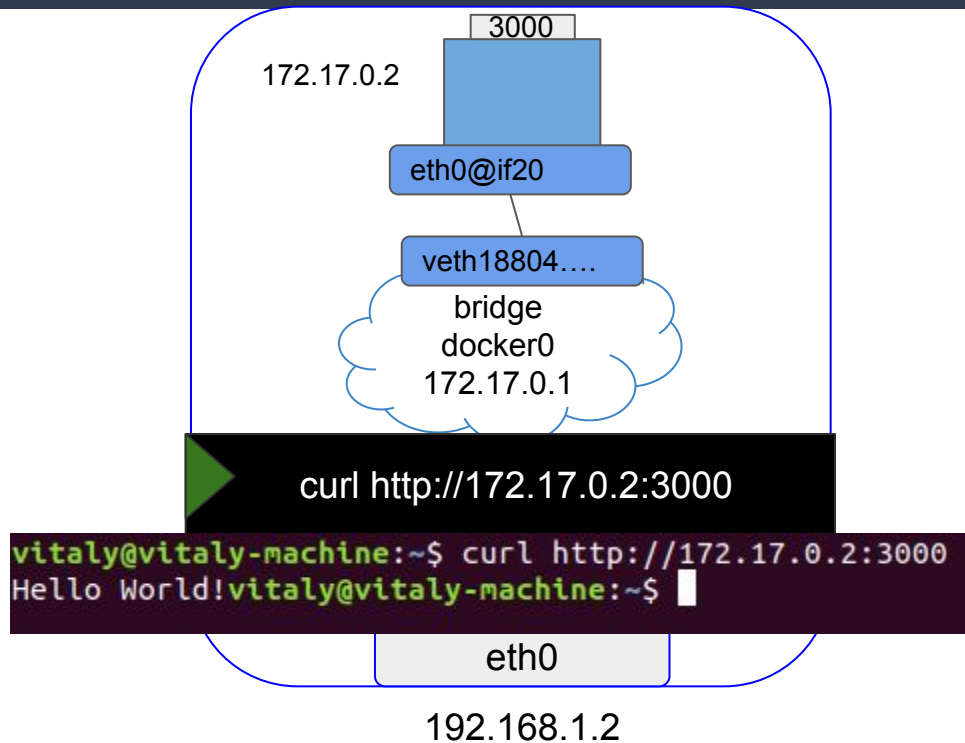 3000
172.17.0.2
eth0@if20
veth18804....
bridge
docker0
172.17.0.1
curl http://172.17.0.2:3000
vitaly@vitaly-machine:~$ curl http://172.17.0.2:3000
Hello World!vitaly@vitaly-machine:~$
eth0
192.168.1.2